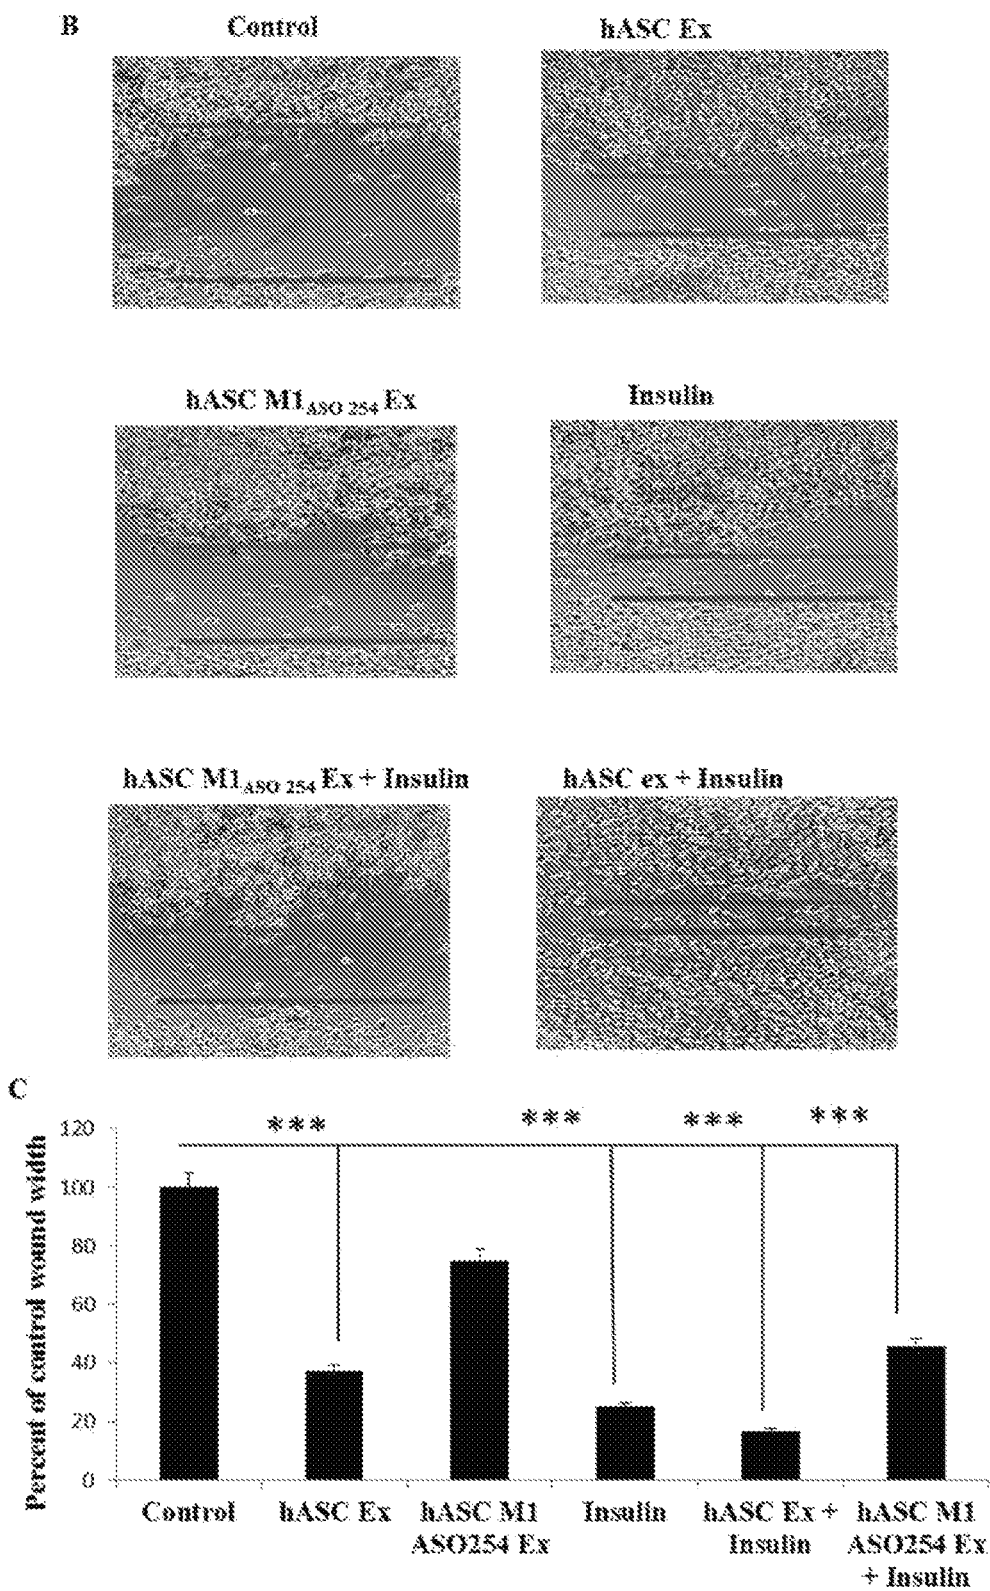 B
Control
hASC Ex
hASC M1ASO 254 Ex
Insulin
hASC M1ASO 254 Ex + Insulin
hASC ex + Insulin
C
Percent of control wound width
120
100
80
60
40
20
0
*** *** *** ***
Control
hASC Ex
hASC M1
ASO254 Ex
Insulin
hASC Ex +
Insulin
hASC M1
ASO254 Ex
+ Insulin